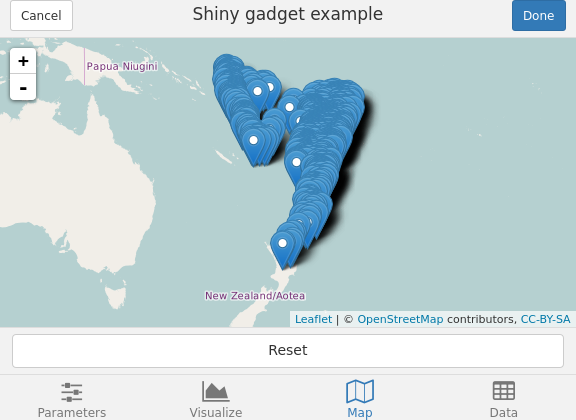 Cancel Shiny gadget example Done
+
Papua Niugini
-
New Zealand/Aotea
Leaflet | © OpenStreetMap contributors, CC-BY-SA
Reset
Parameters Visualize Map Data